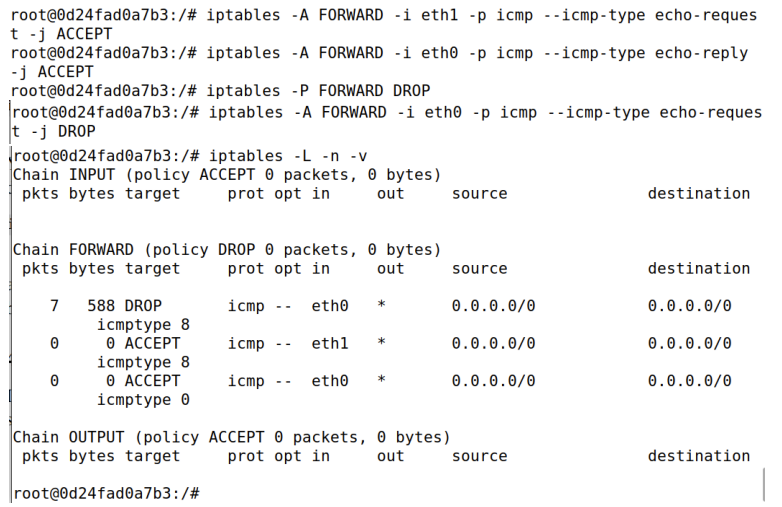 root@0d24fad0a7b3:/# iptables -A FORWARD -i eth1 -p icmp --icmp-type echo-reques
t -j ACCEPT
root@0d24fad0a7b3:/# iptables -A FORWARD -i eth0 -p icmp --icmp-type echo-reply
-j ACCEPT
root@0d24fad0a7b3:/# iptables -P FORWARD DROP
root@0d24fad0a7b3:/# iptables -A FORWARD -i eth0 -p icmp --icmp-type echo-reques
t -j DROP
root@0d24fad0a7b3:/# iptables -L -n -v
Chain INPUT (policy ACCEPT 0 packets, 0 bytes)
 pkts bytes target     prot opt in     out     source               destination
Chain FORWARD (policy DROP 0 packets, 0 bytes)
 pkts bytes target     prot opt in     out     source               destination
    7   588 DROP       icmp --  eth0   *       0.0.0.0/0            0.0.0.0/0
         icmptype 8
    0     0 ACCEPT     icmp --  eth1   *       0.0.0.0/0            0.0.0.0/0
         icmptype 8
    0     0 ACCEPT     icmp --  eth0   *       0.0.0.0/0            0.0.0.0/0
         icmptype 0
Chain OUTPUT (policy ACCEPT 0 packets, 0 bytes)
 pkts bytes target     prot opt in     out     source               destination
root@0d24fad0a7b3:/#